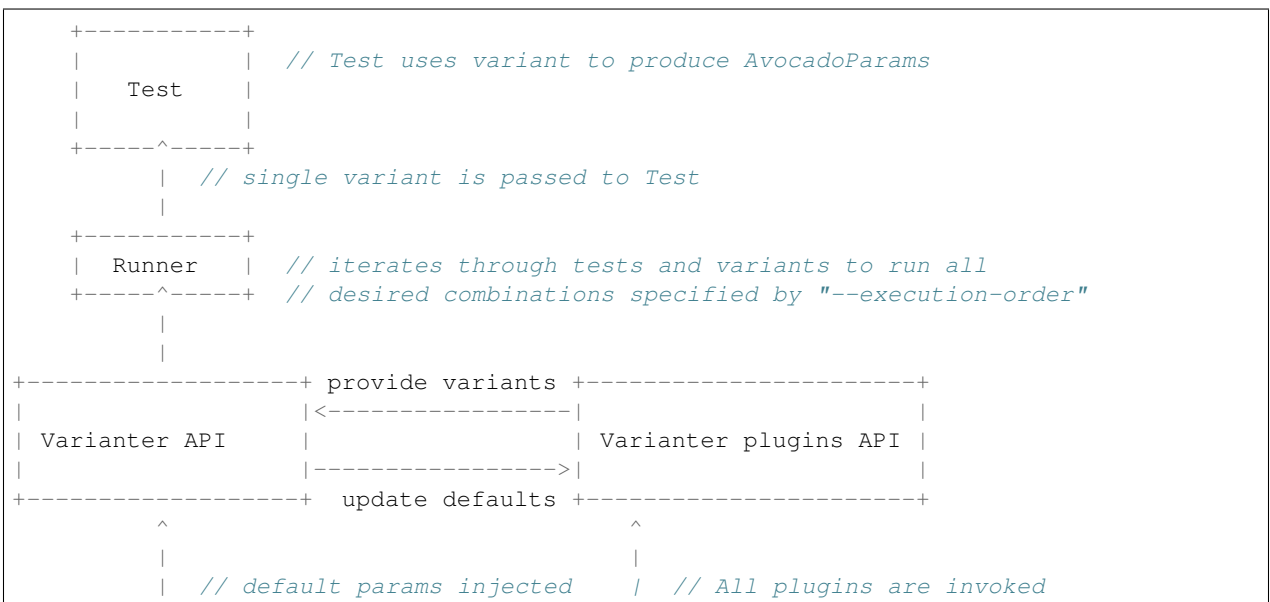 +-----------+
    |           |  // Test uses variant to produce AvocadoParams
    |   Test    |
    |           |
    +-----^-----+
          |  // single variant is passed to Test
          |
    +-----------+
    |  Runner   |  // iterates through tests and variants to run all
    +-----^-----+  // desired combinations specified by "--execution-order"
          |
          |
+-------------------+ provide variants +-----------------------+
|                   |<-----------------|                       |
| Varianter API     |                  | Varianter plugins API |
|                   |----------------->|                       |
+-------------------+  update defaults +-----------------------+
          ^                                ^
          |                                |
          |  // default params injected    |  // All plugins are invoked